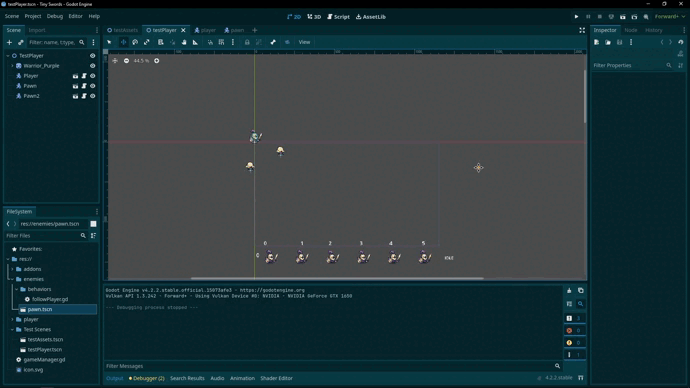 testPlayer.tscn - Tiny Swords - Godot Engine
Scene Project Debug Editor Help
2D 3D Script AssetLib
Forward+
Scene Import
Filter: name, t:type,
TestPlayer
Warrior_Purple
Player
Pawn
Pawn2
testAssets testPlayer player pawn
View
44.5 %
0 1 2 3 4 5
Inspector Node History
Filter Properties
FileSystem
res://enemies/pawn.tscn
Filter Files
Favorites:
res://
addons
enemies
behaviors
followPlayer.gd
pawn.tscn
player
Test Scenes
testAssets.tscn
testPlayer.tscn
gameManager.gd
icon.svg
Godot Engine v4.2.2.stable.official.15073afe3 - https://godotengine.org
Vulkan API 1.3.242 - Forward+ - Using Vulkan Device #0: NVIDIA - NVIDIA GeForce GTX 1650
--- Debugging process stopped ---
3
0
0
1
Filter Messages
Output Debugger (2) Search Results Audio Animation Shader Editor
4.2.2.stable